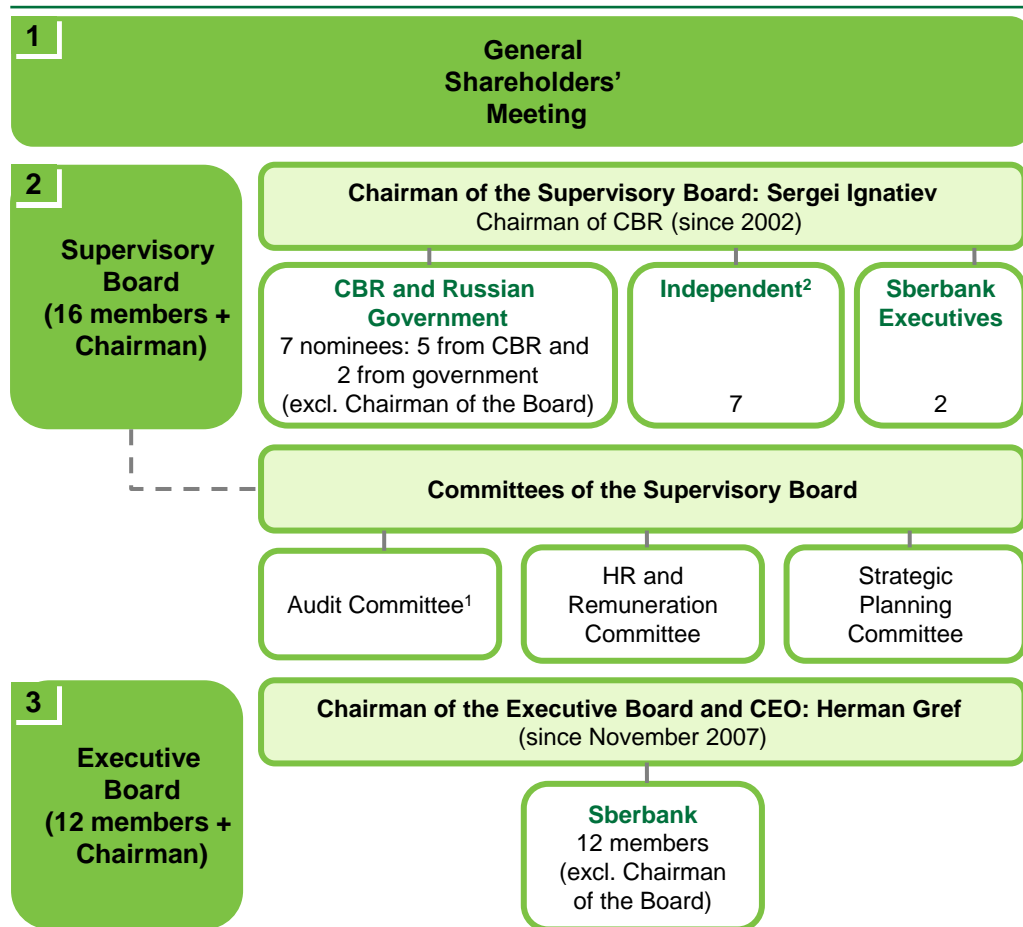 1
General
Shareholders’
Meeting
2
Supervisory
Board
(16 members +
Chairman)
Chairman of the Supervisory Board: Sergei Ignatiev
Chairman of CBR (since 2002)
CBR and Russian
Government
7 nominees: 5 from CBR and
2 from government
(excl. Chairman of the Board)
Independent²
7
Sberbank
Executives
2
Committees of the Supervisory Board
Audit Committee¹
HR and
Remuneration
Committee
Strategic
Planning
Committee
3
Executive
Board
(12 members +
Chairman)
Chairman of the Executive Board and CEO: Herman Gref
(since November 2007)
Sberbank
12 members
(excl. Chairman
of the Board)